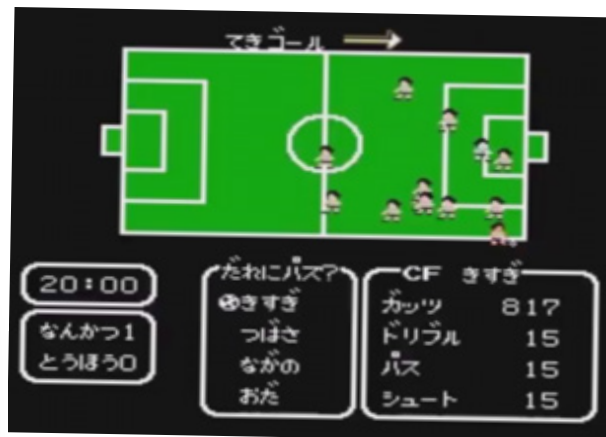 てきゴール
20:00
なんかつ1
とうほう0
だれにパス?
きすぎ
つばさ
ながの
おだ
CF きすぎ
ガッツ 817
ドリブル 15
パス 15
シュート 15